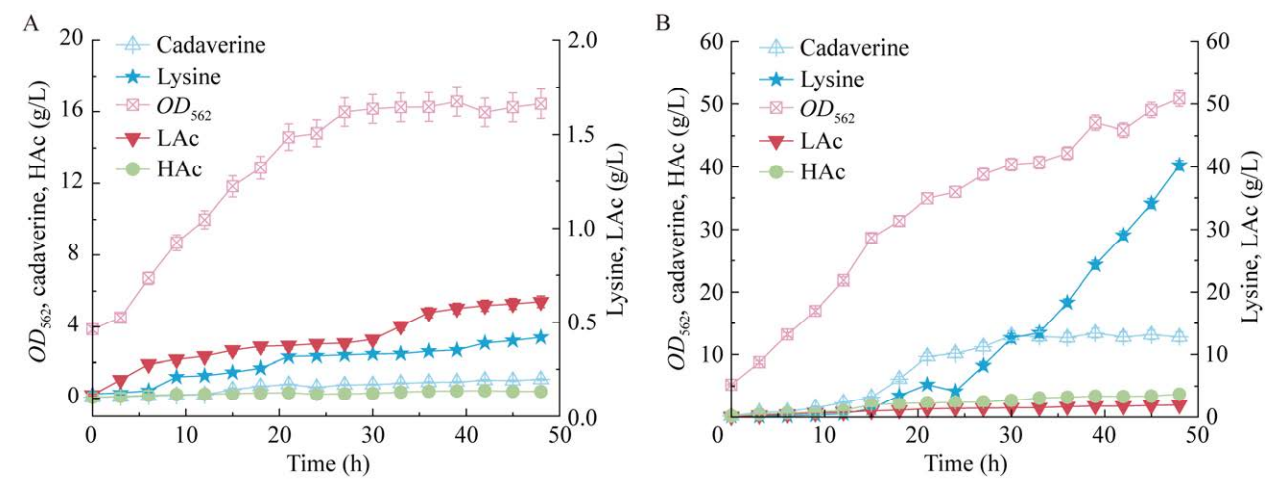 A
20
16
12
8
4
0
OD562, cadaverine, HAc (g/L)
Cadaverine
Lysine
OD562
LAc
HAc
2.0
1.5
1.0
0.5
0.0
Lysine, LAc (g/L)
0 10 20 30 40 50
Time (h)
B
60
50
40
30
20
10
0
OD562, cadaverine, HAc (g/L)
Cadaverine
Lysine
OD562
LAc
HAc
60
50
40
30
20
10
0
Lysine, LAc (g/L)
10 20 30 40 50
Time (h)